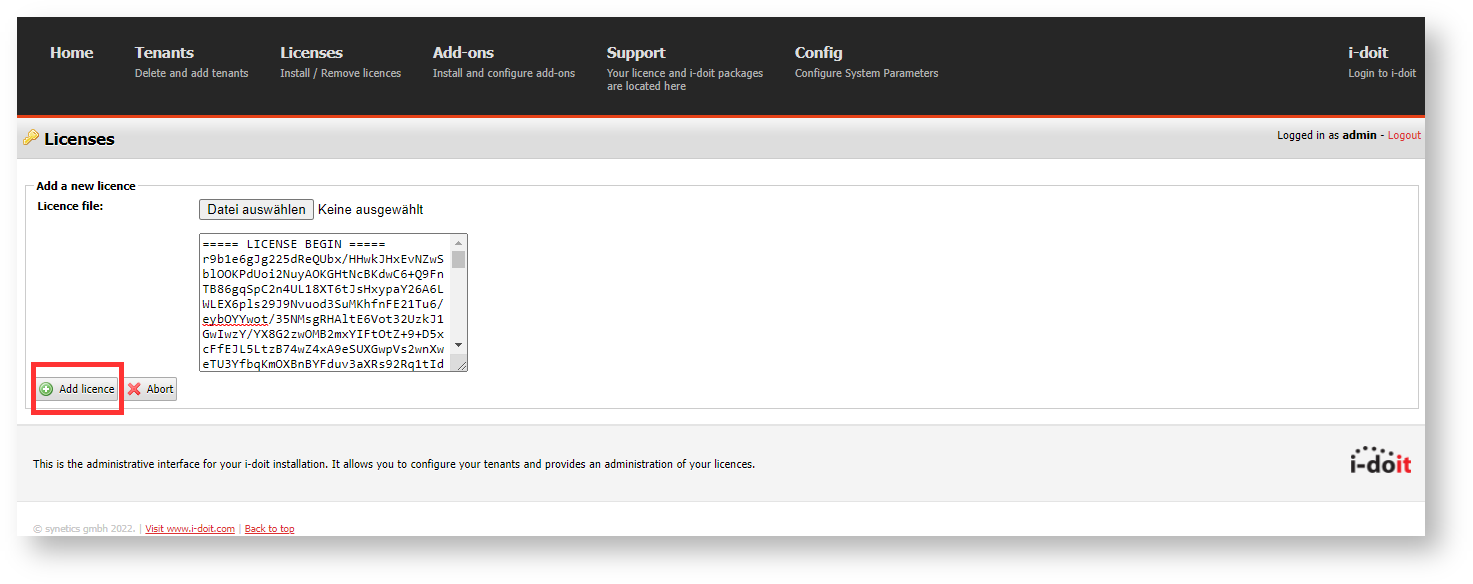 Home Tenants Licenses Add-ons Support Config i-doit
Delete and add tenants Install / Remove licences Install and configure add-ons Your licence and i-doit packages Configure System Parameters Login to i-doit
are located here
Licenses Logged in as admin - Logout
Add a new licence
Licence file: Datei auswählen Keine ausgewählt
===== LICENSE BEGIN =====
r9b1e6gJg225dReQUbx/HHwkJHxEvNZwS
blOOKPdUoi2NuyAOKGHtNcBKdwC6+Q9Fn
TB86gqSpC2n4UL18XT6tJsHxypaY26A6L
WLEX6pls29J9Nvuod3SuMKhfnFE21Tu6/
eybOYYwot/35NMsgRHAltE6Vot32UzkJ1
GwIwzY/YX8G2zwOMB2mxYIFtOtZ+9+D5x
cFfEJL5LtzB74wZ4xA9eSUXGwpVs2wnXw
eTU3YfbqKmOXBnBYFduv3aXRs92Rq1tId
Add licence Abort
This is the administrative interface for your i-doit installation. It allows you to configure your tenants and provides an administration of your licences.
i-doit
© synetics gmbh 2022. | Visit www.i-doit.com | Back to top